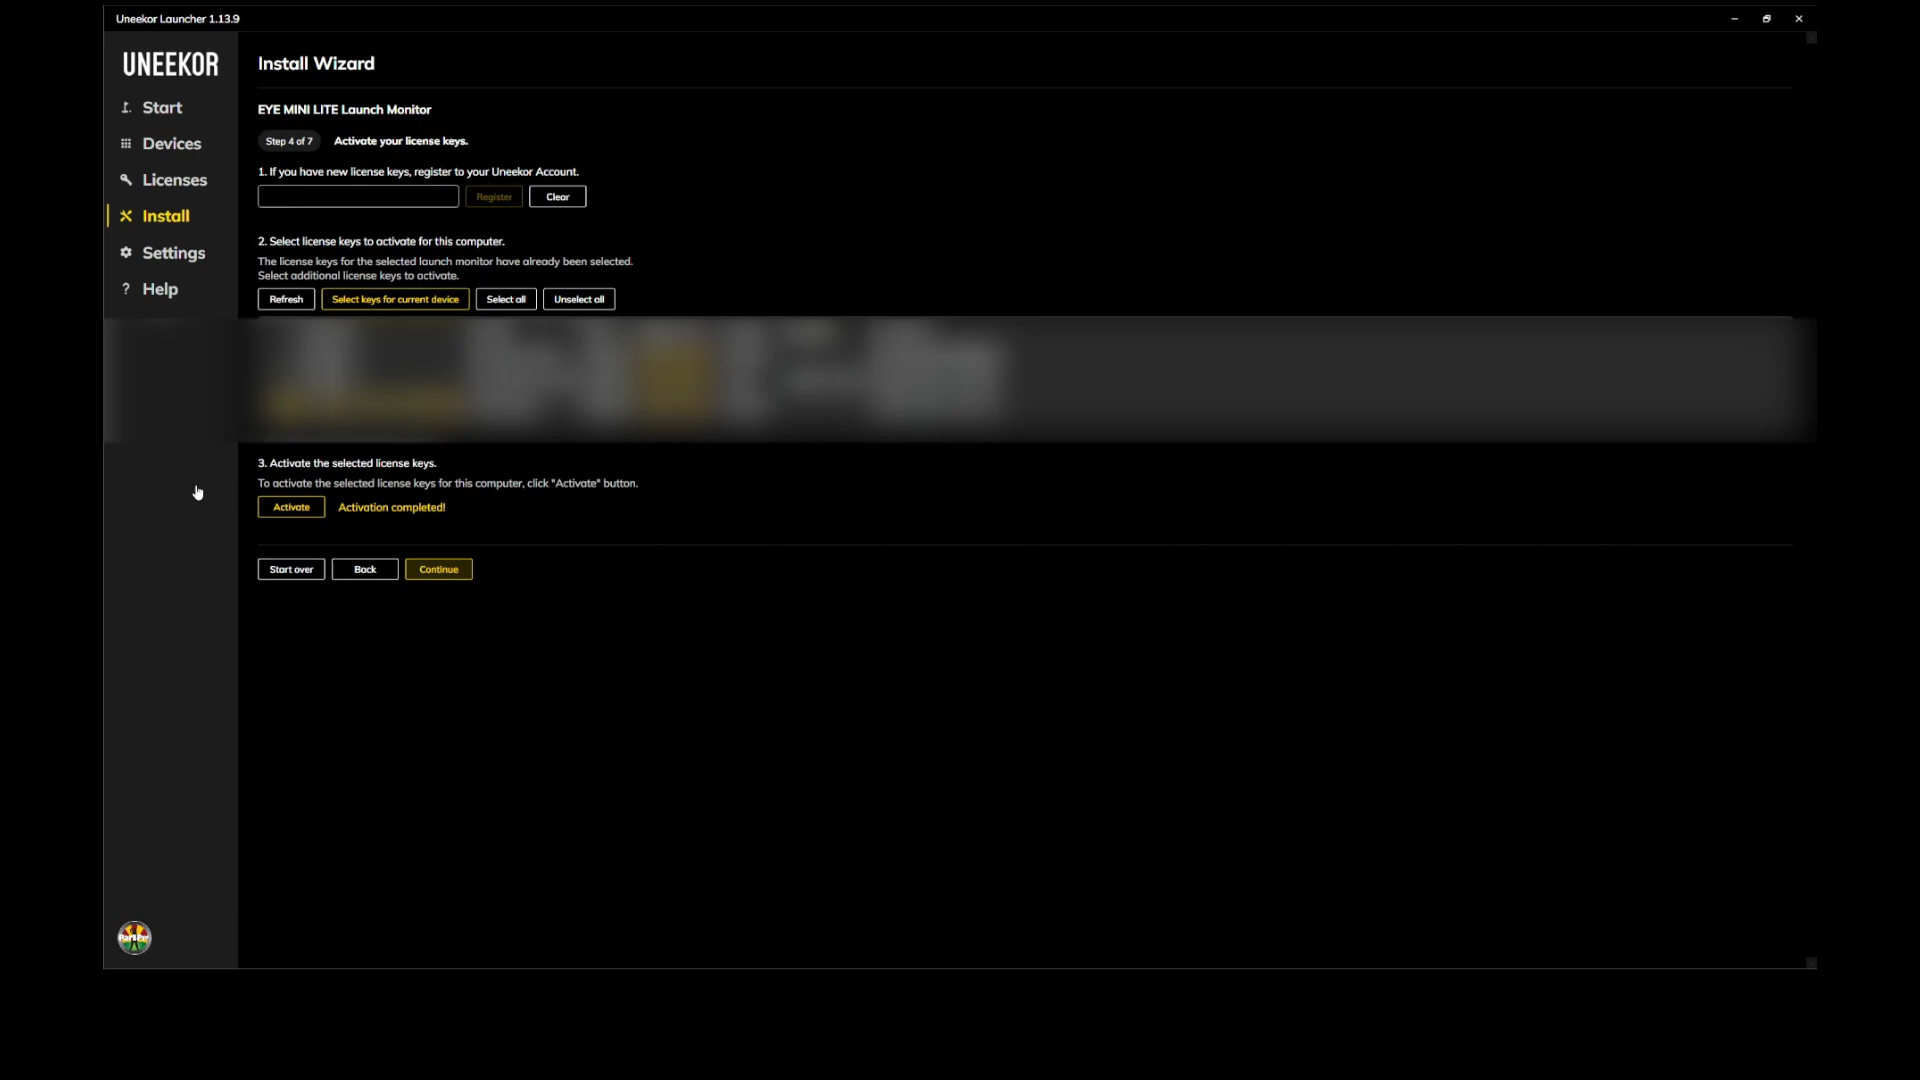 Uneekor Launcher 1.13.9
UNEEKOR
Start
Devices
Licenses
Install
Settings
? Help
Install Wizard
EYE MINI LITE Launch Monitor
Step 4 of 7 Activate your license keys.
1. If you have new license keys, register to your Uneekor Account.
Register Clear
2. Select license keys to activate for this computer.
The license keys for the selected launch monitor have already been selected.
Select additional license keys to activate.
Refresh Select keys for current device Select all Unselect all
3. Activate the selected license keys.
To activate the selected license keys for this computer, click "Activate" button.
Activate Activation completed!
Start over Back Continue